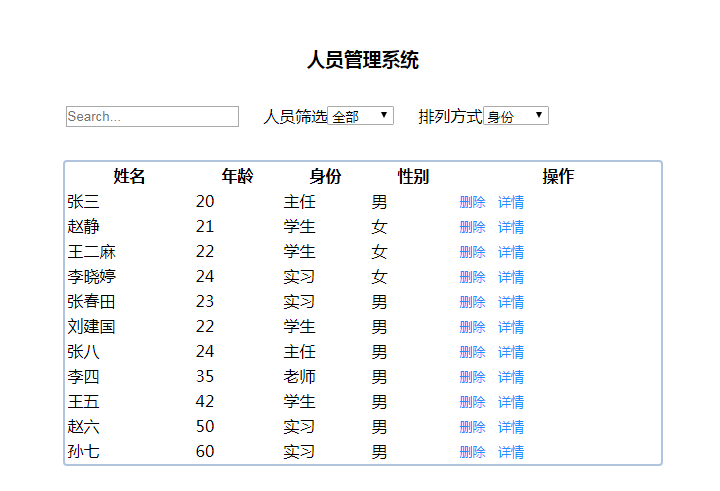 人员管理系统
Search... 人员筛选 全部 排列方式 身份
姓名 年龄 身份 性别 操作
张三 20 主任 男 删除 详情
赵静 21 学生 女 删除 详情
王二麻 22 学生 女 删除 详情
李晓婷 24 实习 女 删除 详情
张春田 23 实习 男 删除 详情
刘建国 22 学生 男 删除 详情
张八 24 主任 男 删除 详情
李四 35 老师 男 删除 详情
王五 42 学生 男 删除 详情
赵六 50 实习 男 删除 详情
孙七 60 实习 男 删除 详情